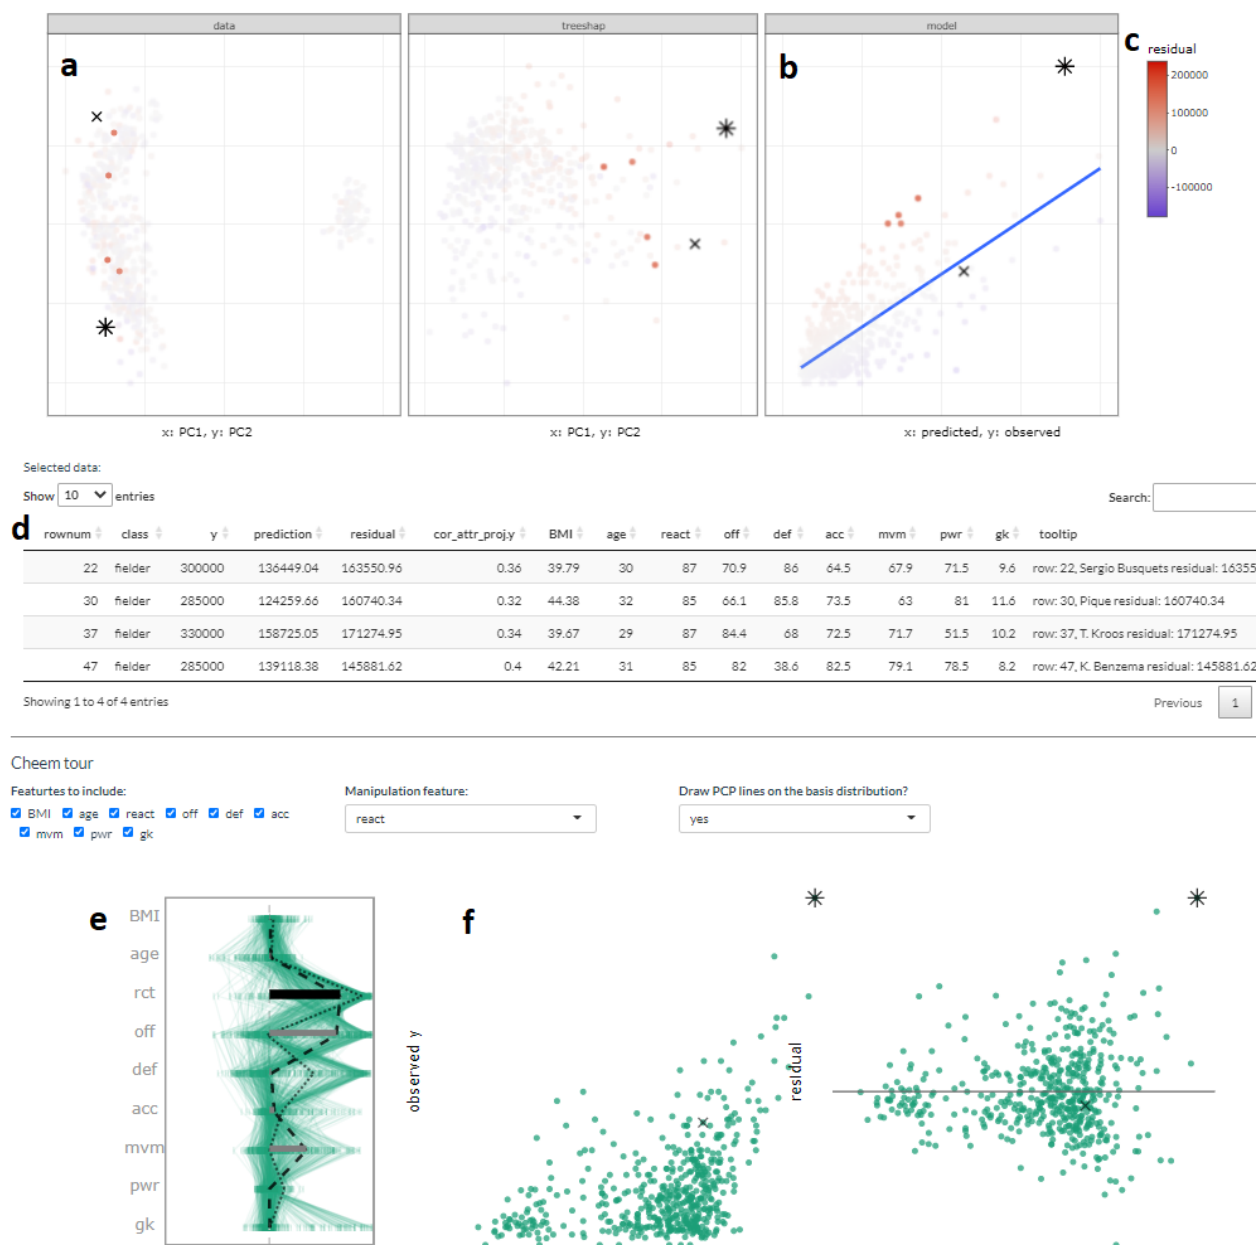 data
treeshap
model
a
b
c
residual
200000
100000
0
-100000
x: PC1, y: PC2
x: PC1, y: PC2
x: predicted, y: observed
Selected data:
Show 10 entries
Search:
d
rownum class y prediction residual cor_attr_proj.y BMI age react off def acc mvm pwr gk tooltip
22 fielder 300000 136449.04 163550.96 0.36 39.79 30 87 70.9 86 64.5 67.9 71.5 9.6 row: 22, Sergio Busquets residual: 16355
30 fielder 285000 124259.66 160740.34 0.32 44.38 32 85 66.1 85.8 73.5 63 81 11.6 row: 30, Pique residual: 160740.34
37 fielder 330000 158725.05 171274.95 0.34 39.67 29 87 84.4 68 72.5 71.7 51.5 10.2 row: 37, T. Kroos residual: 171274.95
47 fielder 285000 139118.38 145881.62 0.4 42.21 31 85 82 38.6 82.5 79.1 78.5 8.2 row: 47, K. Benzema residual: 145881.62
Showing 1 to 4 of 4 entries
Previous 1
Cheem tour
Featurtes to include:
BMI age react off def acc
mvm pwr gk
Manipulation feature:
react
Draw PCP lines on the basis distribution?
yes
e
BMI
age
rct
off
def
acc
mvm
pwr
gk
f
observed y
residual